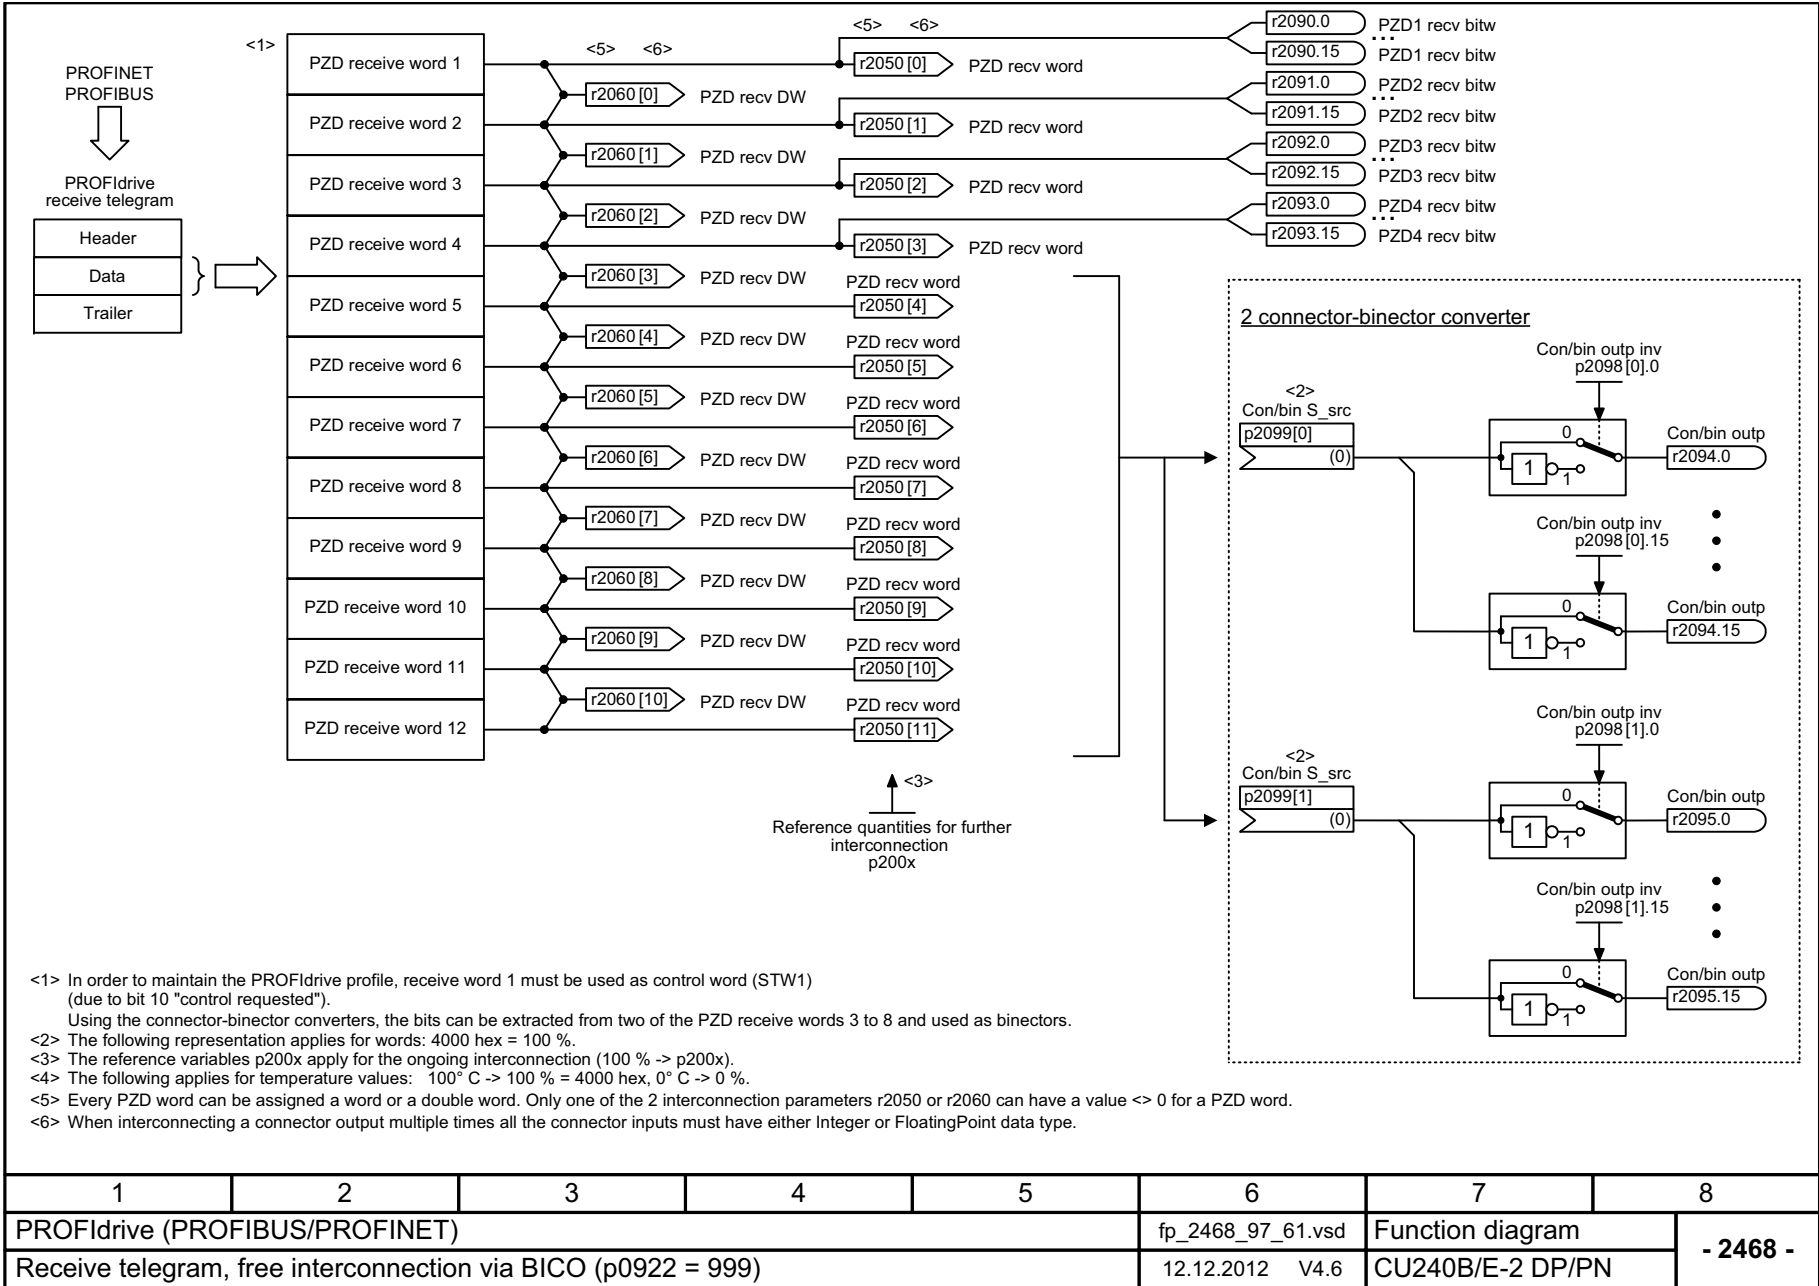 PROFINET
PROFIBUS
PROFIdrive
receive telegram
Header
Data
Trailer
<1>
PZD receive word 1
PZD receive word 2
PZD receive word 3
PZD receive word 4
PZD receive word 5
PZD receive word 6
PZD receive word 7
PZD receive word 8
PZD receive word 9
PZD receive word 10
PZD receive word 11
PZD receive word 12
<5> <6>
r2060 [0] PZD recv DW
r2060 [1] PZD recv DW
r2060 [2] PZD recv DW
r2060 [3] PZD recv DW
r2060 [4] PZD recv DW
r2060 [5] PZD recv DW
r2060 [6] PZD recv DW
r2060 [7] PZD recv DW
r2060 [8] PZD recv DW
r2060 [9] PZD recv DW
r2060 [10] PZD recv DW
<5> <6>
r2050 [0] PZD recv word
r2050 [1] PZD recv word
r2050 [2] PZD recv word
r2050 [3] PZD recv word
PZD recv word
r2050 [4]
PZD recv word
r2050 [5]
PZD recv word
r2050 [6]
PZD recv word
r2050 [7]
PZD recv word
r2050 [8]
PZD recv word
r2050 [9]
PZD recv word
r2050 [10]
PZD recv word
r2050 [11]
<3>
Reference quantities for further
interconnection
p200x
r2090.0 PZD1 recv bitw
...
r2090.15 PZD1 recv bitw
r2091.0 PZD2 recv bitw
...
r2091.15 PZD2 recv bitw
r2092.0 PZD3 recv bitw
...
r2092.15 PZD3 recv bitw
r2093.0 PZD4 recv bitw
...
r2093.15 PZD4 recv bitw
2 connector-binector converter
<2>
Con/bin S_src
p2099[0]
(0)
Con/bin outp inv
p2098 [0].0
0
1
1
Con/bin outp
r2094.0
Con/bin outp inv
p2098 [0].15
0
1
1
Con/bin outp
r2094.15
<2>
Con/bin S_src
p2099[1]
(0)
Con/bin outp inv
p2098 [1].0
0
1
1
Con/bin outp
r2095.0
Con/bin outp inv
p2098 [1].15
0
1
1
Con/bin outp
r2095.15
<1> In order to maintain the PROFIdrive profile, receive word 1 must be used as control word (STW1)
(due to bit 10 "control requested").
Using the connector-binector converters, the bits can be extracted from two of the PZD receive words 3 to 8 and used as binectors.
<2> The following representation applies for words: 4000 hex = 100 %.
<3> The reference variables p200x apply for the ongoing interconnection (100 % -> p200x).
<4> The following applies for temperature values: 100° C -> 100 % = 4000 hex, 0° C -> 0 %.
<5> Every PZD word can be assigned a word or a double word. Only one of the 2 interconnection parameters r2050 or r2060 can have a value <> 0 for a PZD word.
<6> When interconnecting a connector output multiple times all the connector inputs must have either Integer or FloatingPoint data type.
1 2 3 4 5 6 7 8
PROFIdrive (PROFIBUS/PROFINET) fp_2468_97_61.vsd Function diagram
- 2468 -
Receive telegram, free interconnection via BICO (p0922 = 999) 12.12.2012 V4.6 CU240B/E-2 DP/PN